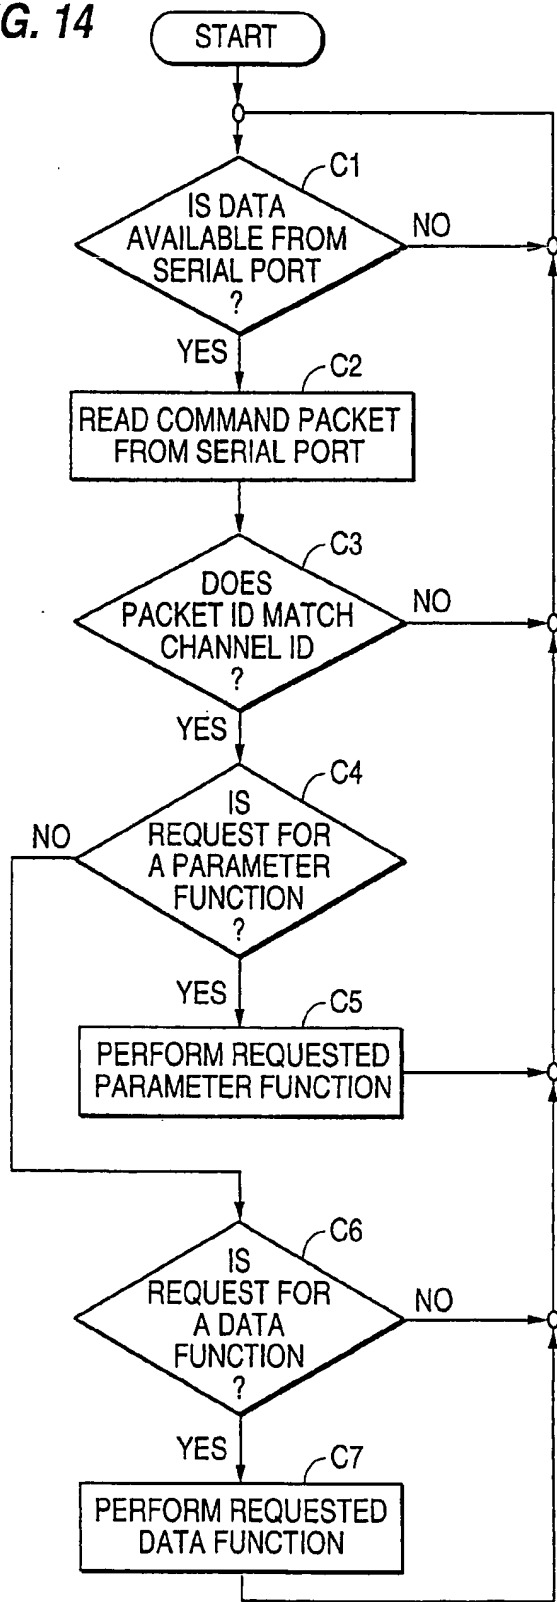 G. 14
START
C1
IS DATA
AVAILABLE FROM
SERIAL PORT
?
NO
YES
C2
READ COMMAND PACKET
FROM SERIAL PORT
C3
DOES
PACKET ID MATCH
CHANNEL ID
?
NO
YES
C4
IS
REQUEST FOR
A PARAMETER
FUNCTION
?
NO
YES
C5
PERFORM REQUESTED
PARAMETER FUNCTION
C6
IS
REQUEST FOR
A DATA
FUNCTION
?
NO
YES
C7
PERFORM REQUESTED
DATA FUNCTION